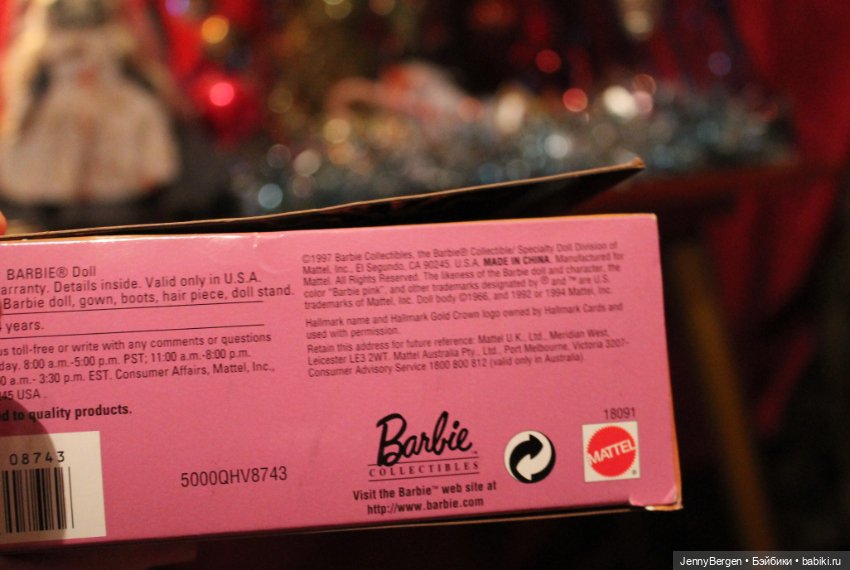 BARBIE® Doll
arranty. Details inside. Valid only in U.S.A.
Barbie doll, gown, boots, hair piece, doll stand.
years.
us toll-free or write with any comments or questions
day. 8:00 a.m.-5:00 p.m. PST; 11:00 a.m.-8:00 p.m.
0 a.m.- 3:30 p.m. EST. Consumer Affairs, Mattel, Inc.,
45 USA.
ed to quality products.
08743
5000QHV8743
©1997 Barbie Collectibles, the Barbie® Collectible/ Specialty Doll Division of
Mattel, Inc., El Segundo, CA 90245, U.S.A. MADE IN CHINA. Manufactured for
Mattel. All Rights Reserved. The likeness of the Barbie doll and character, the
color "Barbie pink", and other trademarks designated by ® and ™ are U.S.
trademarks of Mattel, Inc. Doll body ©1966, and 1992 or 1994 Mattel, Inc.
Hallmark name and Hallmark Gold Crown logo owned by Hallmark Cards and
used with permission.
Retain this address for future reference: Mattel U.K., Ltd., Meridian West,
Leicester LE3 2WT. Mattel Australia Pty., Ltd., Port Melbourne, Victoria 3207-
Consumer Advisory Service 1800 800 812 (valid only in Australia).
Barbie™
COLLECTIBLES
Visit the Barbie™ web site at
http://www.barbie.com
18091
MATTEL®
JennyBergen • Бэйбики • babiki.ru